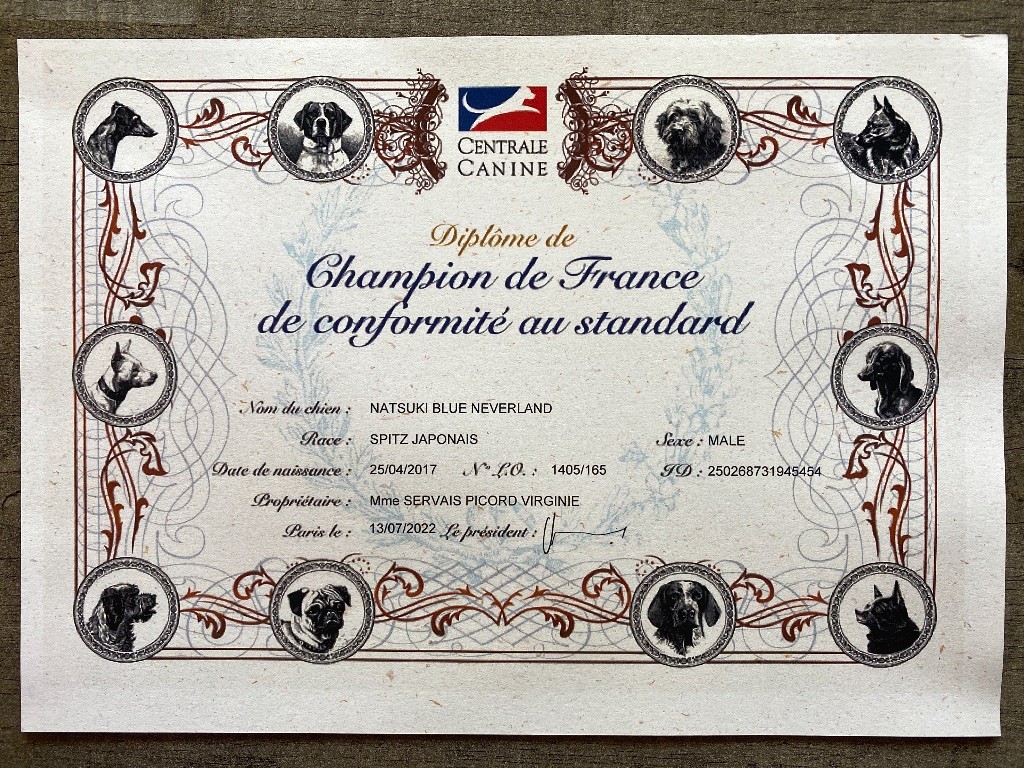 CENTRALE
CANINE
Diplôme de
Champion de France
de conformité au standard
Nom du chien : NATSUKI BLUE NEVERLAND
Race : SPITZ JAPONAIS Sexe : MALE
Date de naissance : 25/04/2017 N° L.O. : 1405/165 ID : 250268731945454
Propriétaire : Mme SERVAIS PICORD VIRGINIE
Paris le : 13/07/2022 Le président :